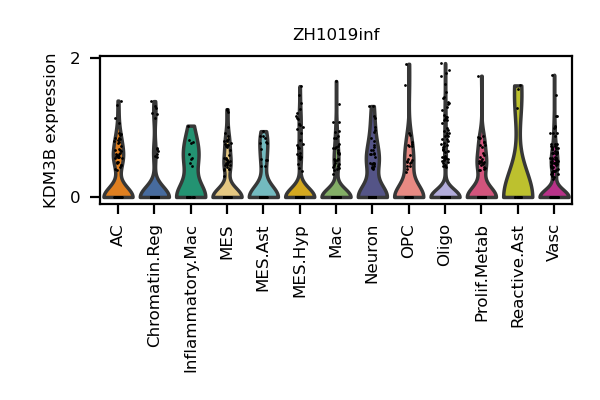 ZH1019inf
KDM3B expression
2
0
AC
Chromatin.Reg
Inflammatory.Mac
MES
MES.Ast
MES.Hyp
Mac
Neuron
OPC
Oligo
Prolif.Metab
Reactive.Ast
Vasc